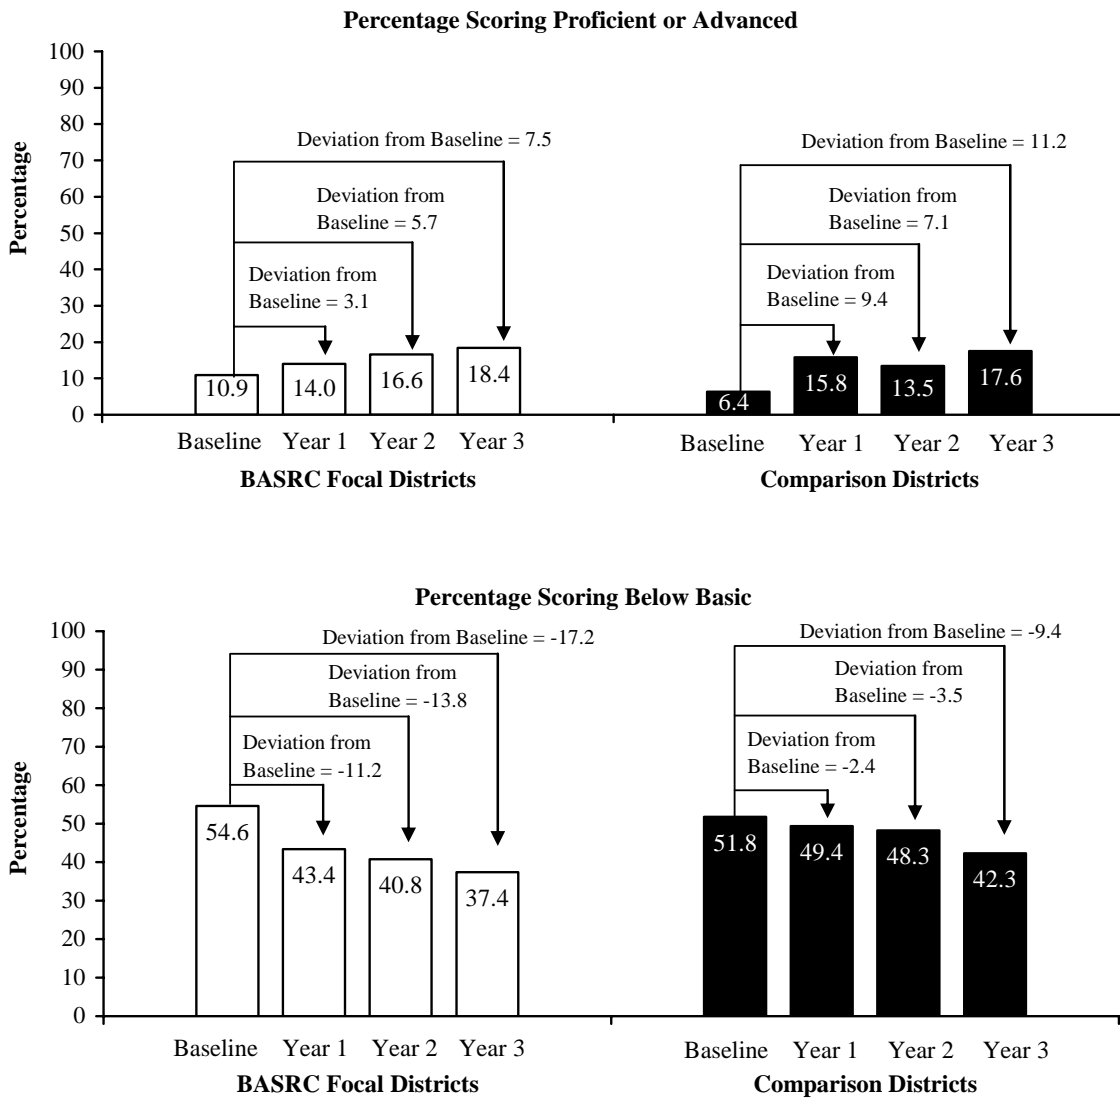 Percentage Scoring Proficient or Advanced
Percentage
100
90
80
70
60
50
40
30
20
10
0
Deviation from Baseline = 7.5
Deviation from
Baseline = 5.7
Deviation from
Baseline = 3.1
10.9
14.0
16.6
18.4
Baseline Year 1 Year 2 Year 3
BASRC Focal Districts
Deviation from Baseline = 11.2
Deviation from
Baseline = 7.1
Deviation from
Baseline = 9.4
6.4
15.8
13.5
17.6
Baseline Year 1 Year 2 Year 3
Comparison Districts
Percentage Scoring Below Basic
Percentage
100
90
80
70
60
50
40
30
20
10
0
Deviation from Baseline = -17.2
Deviation from
Baseline = -13.8
Deviation from
Baseline = -11.2
54.6
43.4
40.8
37.4
Baseline Year 1 Year 2 Year 3
BASRC Focal Districts
Deviation from Baseline = -9.4
Deviation from
Baseline = -3.5
Deviation from
Baseline = -2.4
51.8
49.4
48.3
42.3
Baseline Year 1 Year 2 Year 3
Comparison Districts